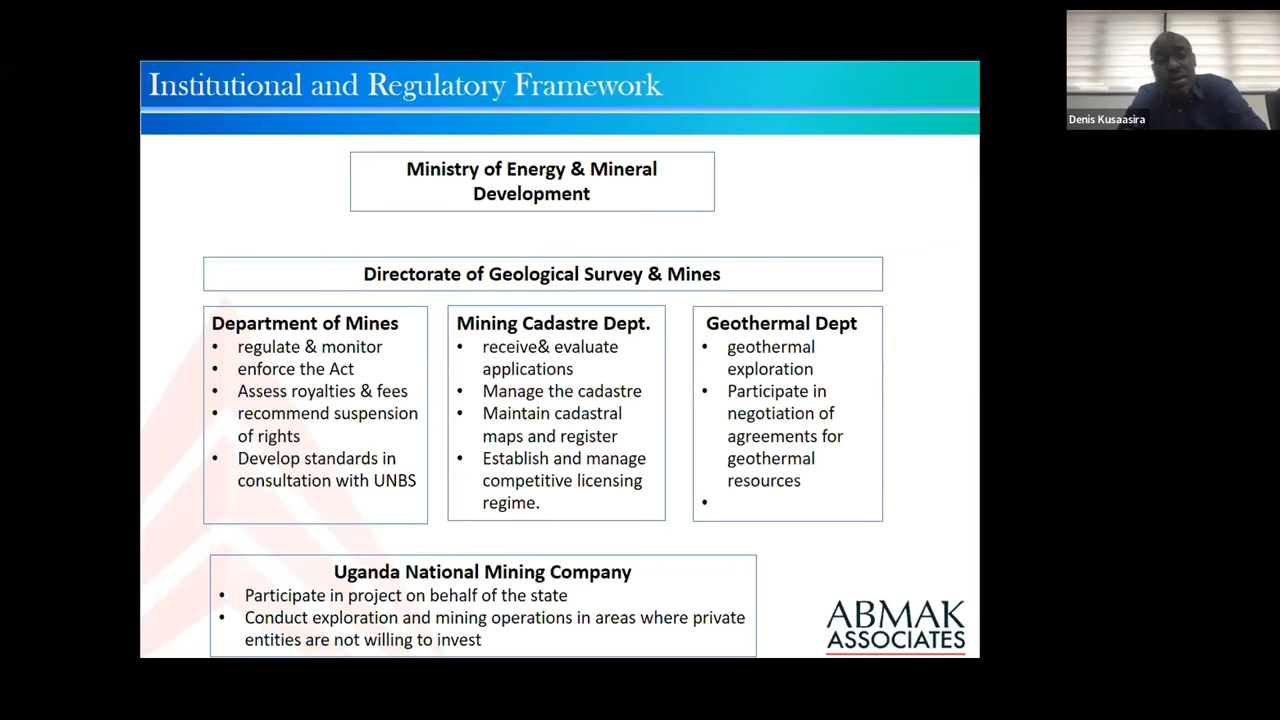 Institutional and Regulatory Framework
Denis Kusaasira
Ministry of Energy & Mineral
Development
Directorate of Geological Survey & Mines
Department of Mines
• regulate & monitor
• enforce the Act
• Assess royalties & fees
• recommend suspension
of rights
• Develop standards in
consultation with UNBS
Mining Cadastre Dept.
• receive& evaluate
applications
• Manage the cadastre
• Maintain cadastral
maps and register
• Establish and manage
competitive licensing
regime.
Geothermal Dept
• geothermal
exploration
• Participate in
negotiation of
agreements for
geothermal
resources
•
Uganda National Mining Company
• Participate in project on behalf of the state
• Conduct exploration and mining operations in areas where private
entities are not willing to invest
ABMAK
ASSOCIATES